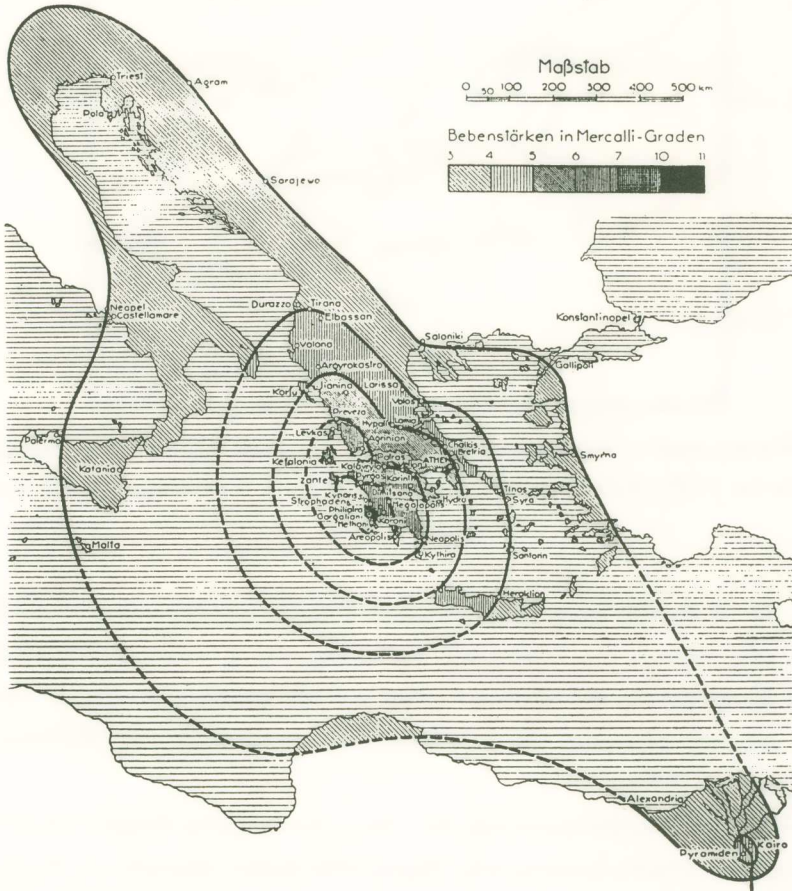 Maßstab
0 50 100 200 300 400 500 km
Bebenstärken in Mercalli-Graden
3 4 5 6 7 10 11
Triest
Agram
Pola
Sarajewo
Durazzo
Tirana
Elbassan
Neapel
Castellamare
Konstantinopel
Saloniki
Valona
Gallipoli
Argyrokastro
Janina
Larissa
Korfu
Preveza
Volos
Hypati
Lamia
Palermo
Levkas
Agrinion
Chalkis
Eretria
Smyrna
Kefalonia
Patras
ATHEN
Katania
Zante
Korinth
Pyrgos
Tinos
Syra
Hydra
Strophaden
Megalopolis
Philiatra
Gargaliani
Methoni
Koroni
Malta
Areopolis
Neapolis
Kythira
Santorin
Heraklion
Alexandria
Kairo
Pyramiden